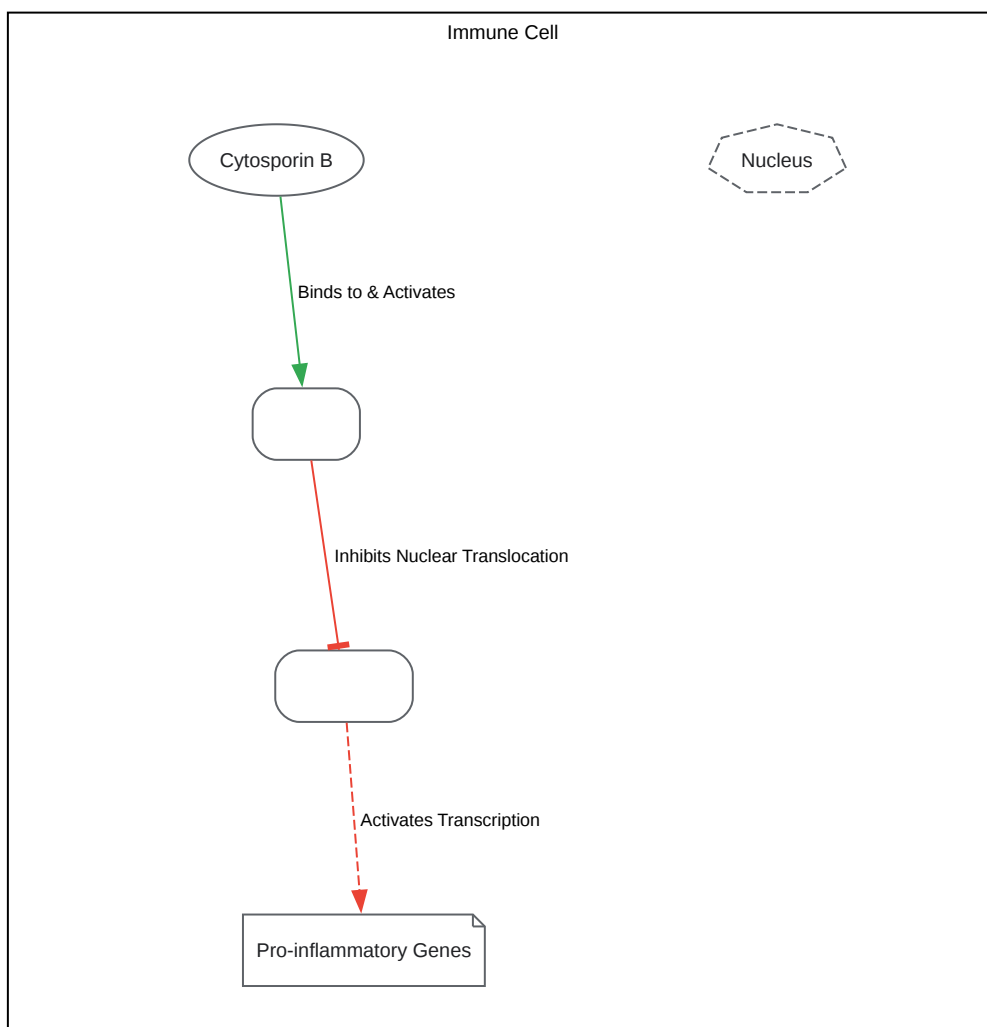 Immune Cell
Cytosporin B
Nucleus
Binds to & Activates
Inhibits Nuclear Translocation
Activates Transcription
Pro-inflammatory Genes